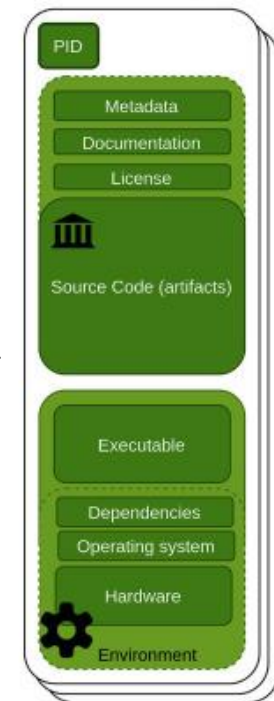 PID
Metadata
Documentation
License
Source Code (artifacts)
Executable
Dependencies
Operating system
Hardware
Environment